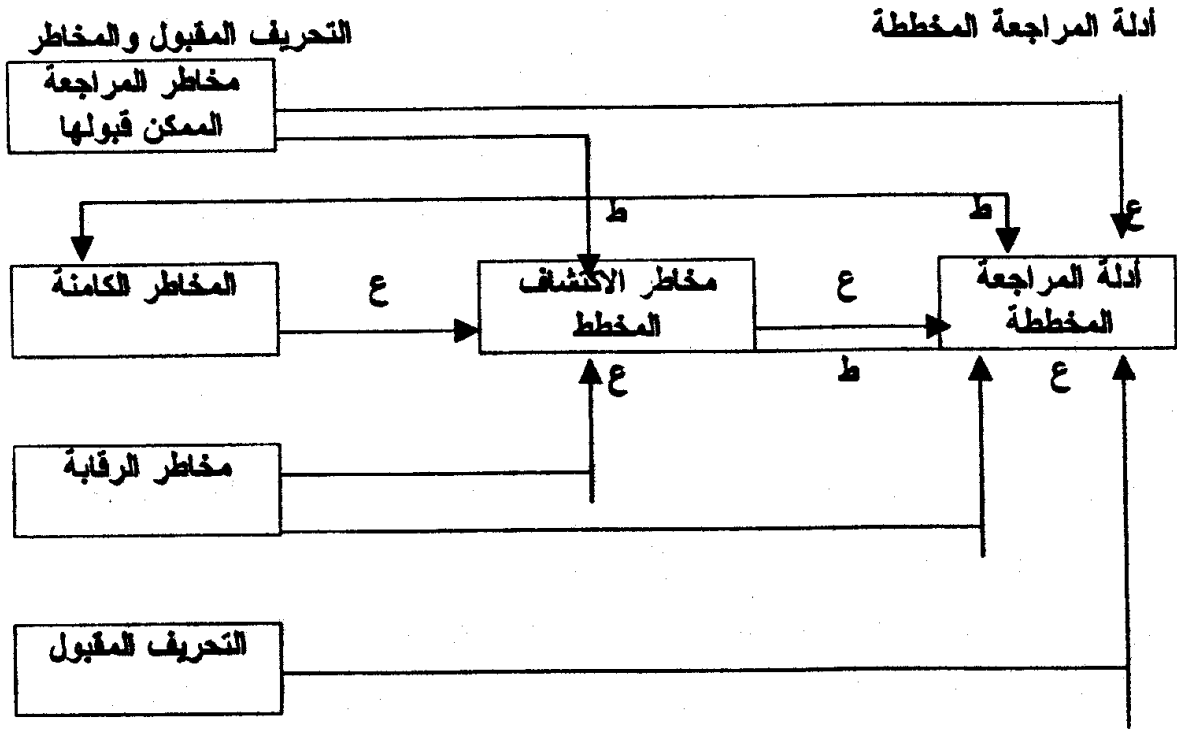 أدلة المراجعة المخططة
التحريف المقبول والمخاطر
مخاطر المراجعة
الممكن قبولها
ط
ط
ع
المخاطر الكامنة
ع
مخاطر الاكتشاف
المخطط
ع
أدلة المراجعة
المخططة
ع
ط
ع
مخاطر الرقابة
التحريف المقبول